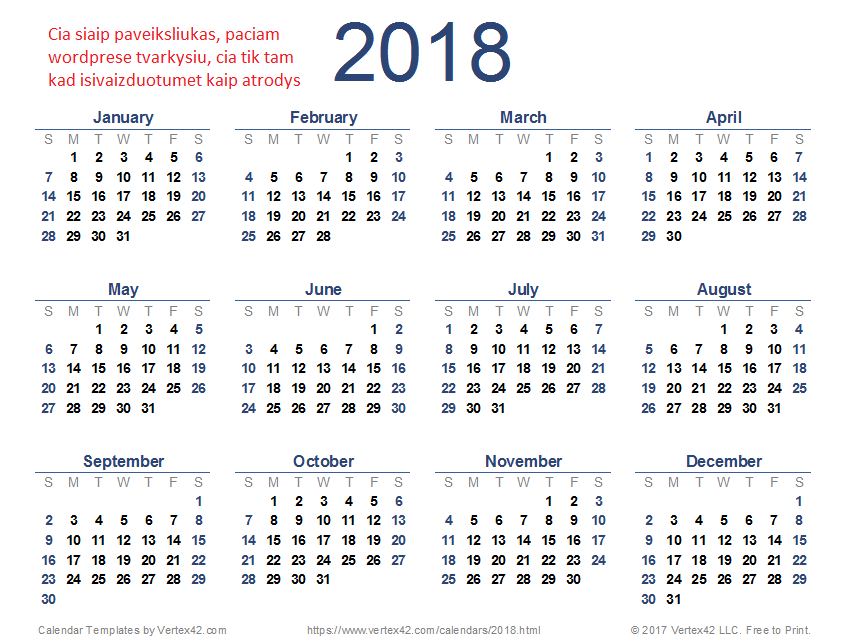 Cia siaip paveiksliukas, paciam
wordprese tvarkysiu, cia tik tam
kad isivaizduotumet kaip atrodys
2018
January February March April
S M T W T F S S M T W T F S S M T W T F S S M T W T F S
1 2 3 4 5 6 1 2 3 1 2 3 1 2 3 4 5 6 7
7 8 9 10 11 12 13 4 5 6 7 8 9 10 4 5 6 7 8 9 10 8 9 10 11 12 13 14
14 15 16 17 18 19 20 11 12 13 14 15 16 17 11 12 13 14 15 16 17 15 16 17 18 19 20 21
21 22 23 24 25 26 27 18 19 20 21 22 23 24 18 19 20 21 22 23 24 22 23 24 25 26 27 28
28 29 30 31 25 26 27 28 25 26 27 28 29 30 31 29 30
May June July August
S M T W T F S S M T W T F S S M T W T F S S M T W T F S
1 2 3 4 5 1 2 1 2 3 4 5 6 7 1 2 3 4
6 7 8 9 10 11 12 3 4 5 6 7 8 9 8 9 10 11 12 13 14 5 6 7 8 9 10 11
13 14 15 16 17 18 19 10 11 12 13 14 15 16 15 16 17 18 19 20 21 12 13 14 15 16 17 18
20 21 22 23 24 25 26 17 18 19 20 21 22 23 22 23 24 25 26 27 28 19 20 21 22 23 24 25
27 28 29 30 31 24 25 26 27 28 29 30 29 30 31 26 27 28 29 30 31
September October November December
S M T W T F S S M T W T F S S M T W T F S S M T W T F S
1 1 2 3 4 5 6 1 2 3 1
2 3 4 5 6 7 8 7 8 9 10 11 12 13 4 5 6 7 8 9 10 2 3 4 5 6 7 8
9 10 11 12 13 14 15 14 15 16 17 18 19 20 11 12 13 14 15 16 17 9 10 11 12 13 14 15
16 17 18 19 20 21 22 21 22 23 24 25 26 27 18 19 20 21 22 23 24 16 17 18 19 20 21 22
23 24 25 26 27 28 29 28 29 30 31 25 26 27 28 29 30 23 24 25 26 27 28 29
30 30 31
Calendar Templates by Vertex42.com https://www.vertex42.com/calendars/2018.html © 2017 Vertex42 LLC. Free to Print.